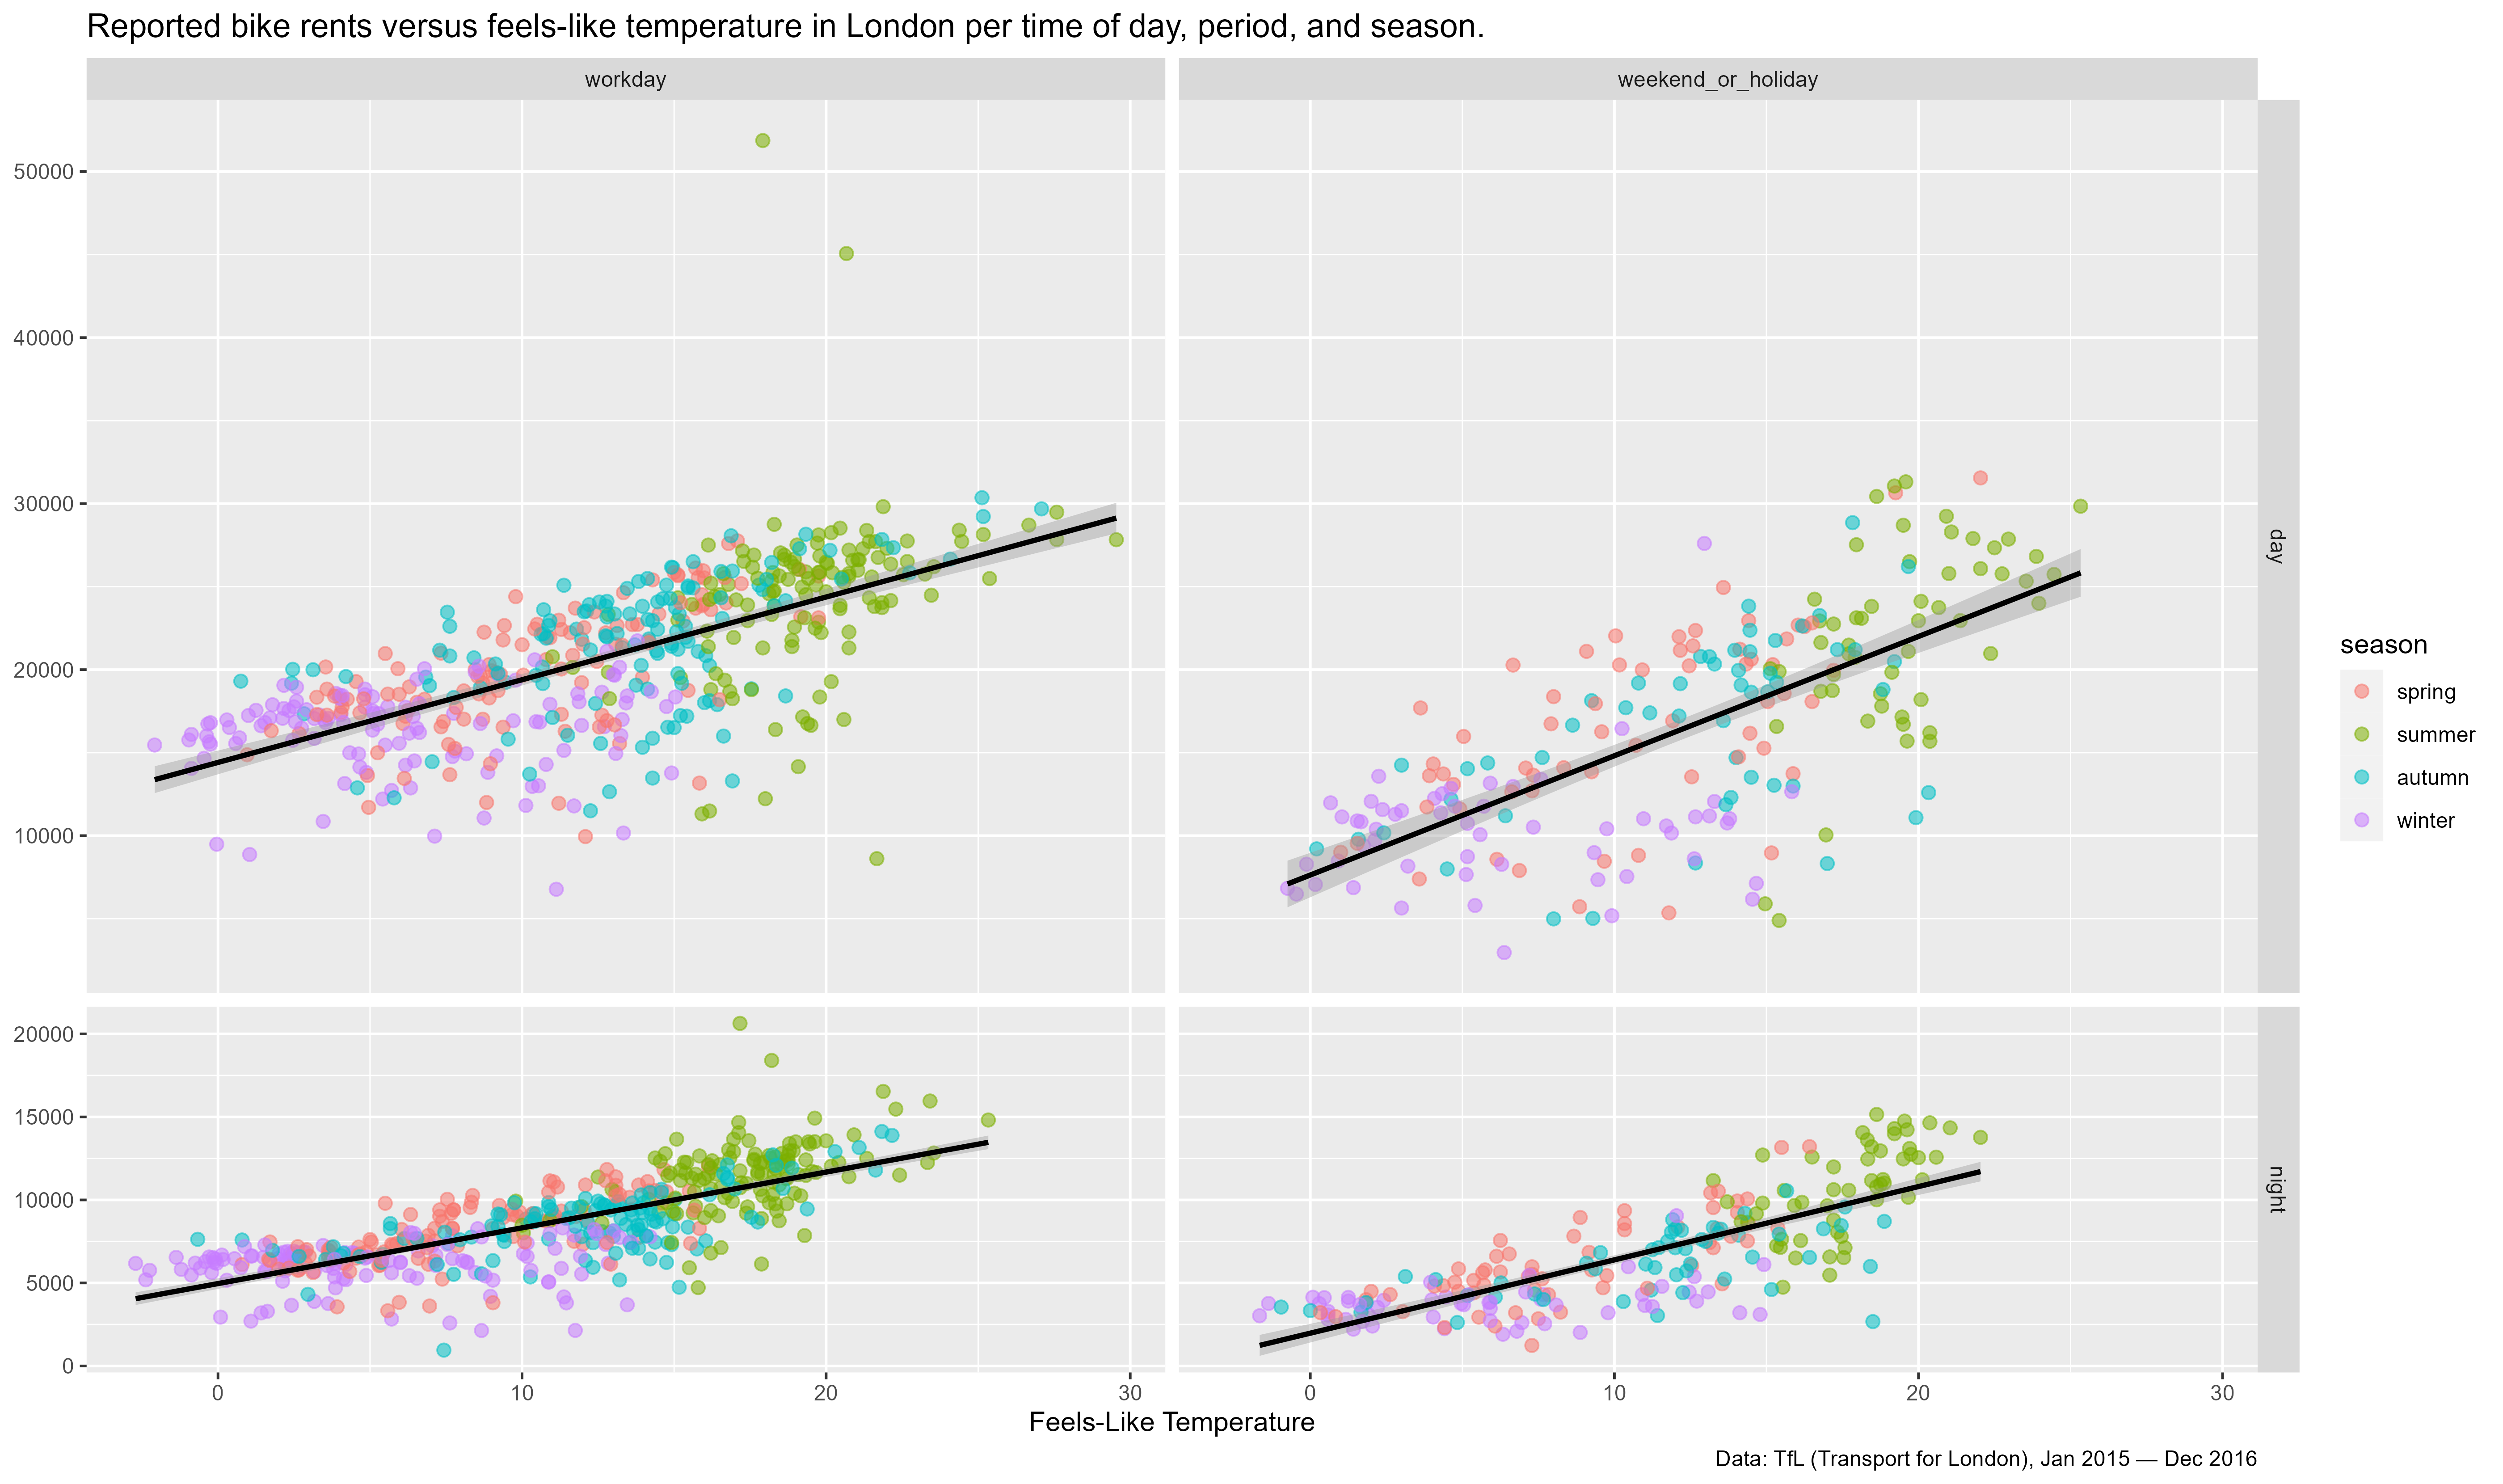 Reported bike rents versus feels-like temperature in London per time of day, period, and season.
workday
weekend_or_holiday
50000
40000
30000
20000
10000
day
season
spring
summer
autumn
winter
20000
15000
10000
5000
0
night
0 10 20 30 0 10 20 30
Feels-Like Temperature
Data: TfL (Transport for London), Jan 2015 — Dec 2016